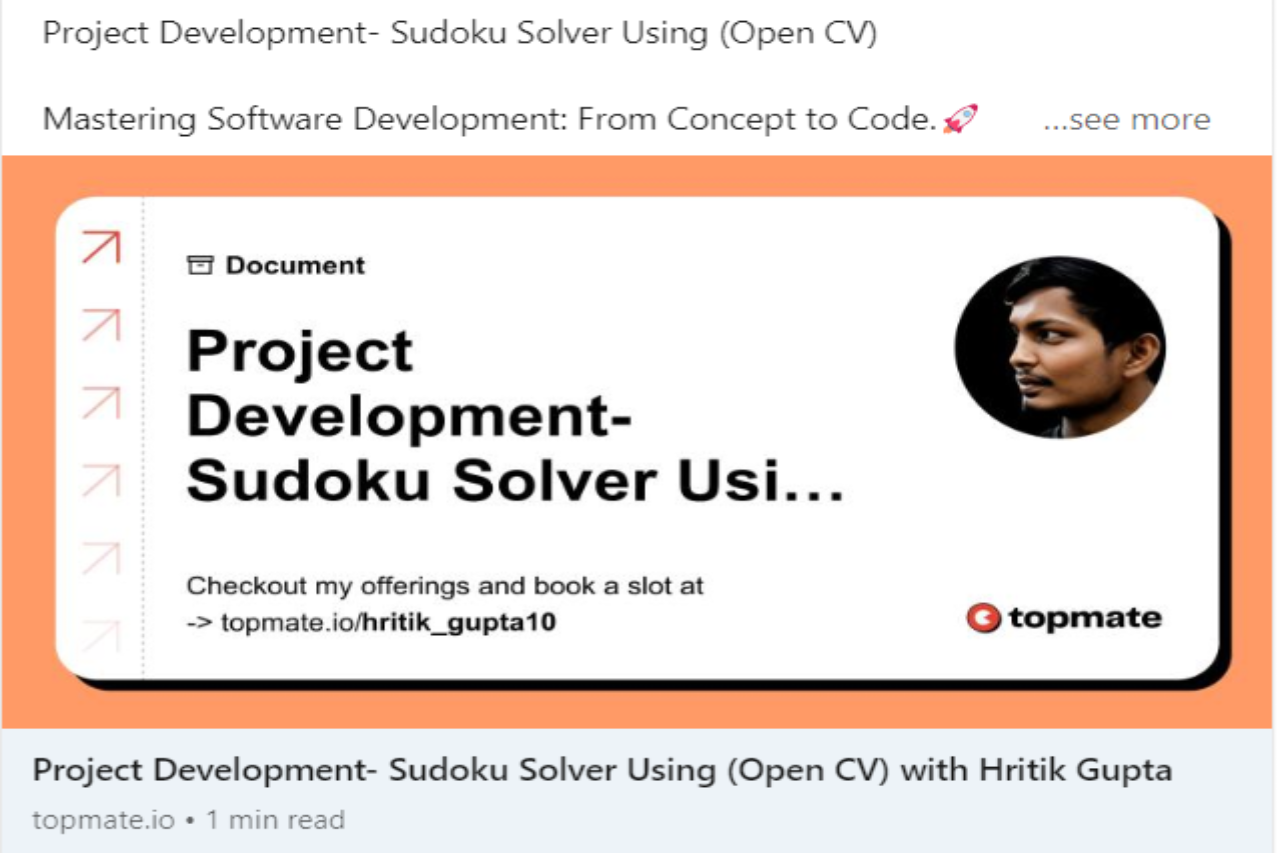 Project Development- Sudoku Solver Using (Open CV)
Mastering Software Development: From Concept to Code.🚀 ...see more
Document
Project
Development-
Sudoku Solver Usi...
Checkout my offerings and book a slot at
-> topmate.io/hritik_gupta10
topmate
Project Development- Sudoku Solver Using (Open CV) with Hritik Gupta
topmate.io • 1 min read